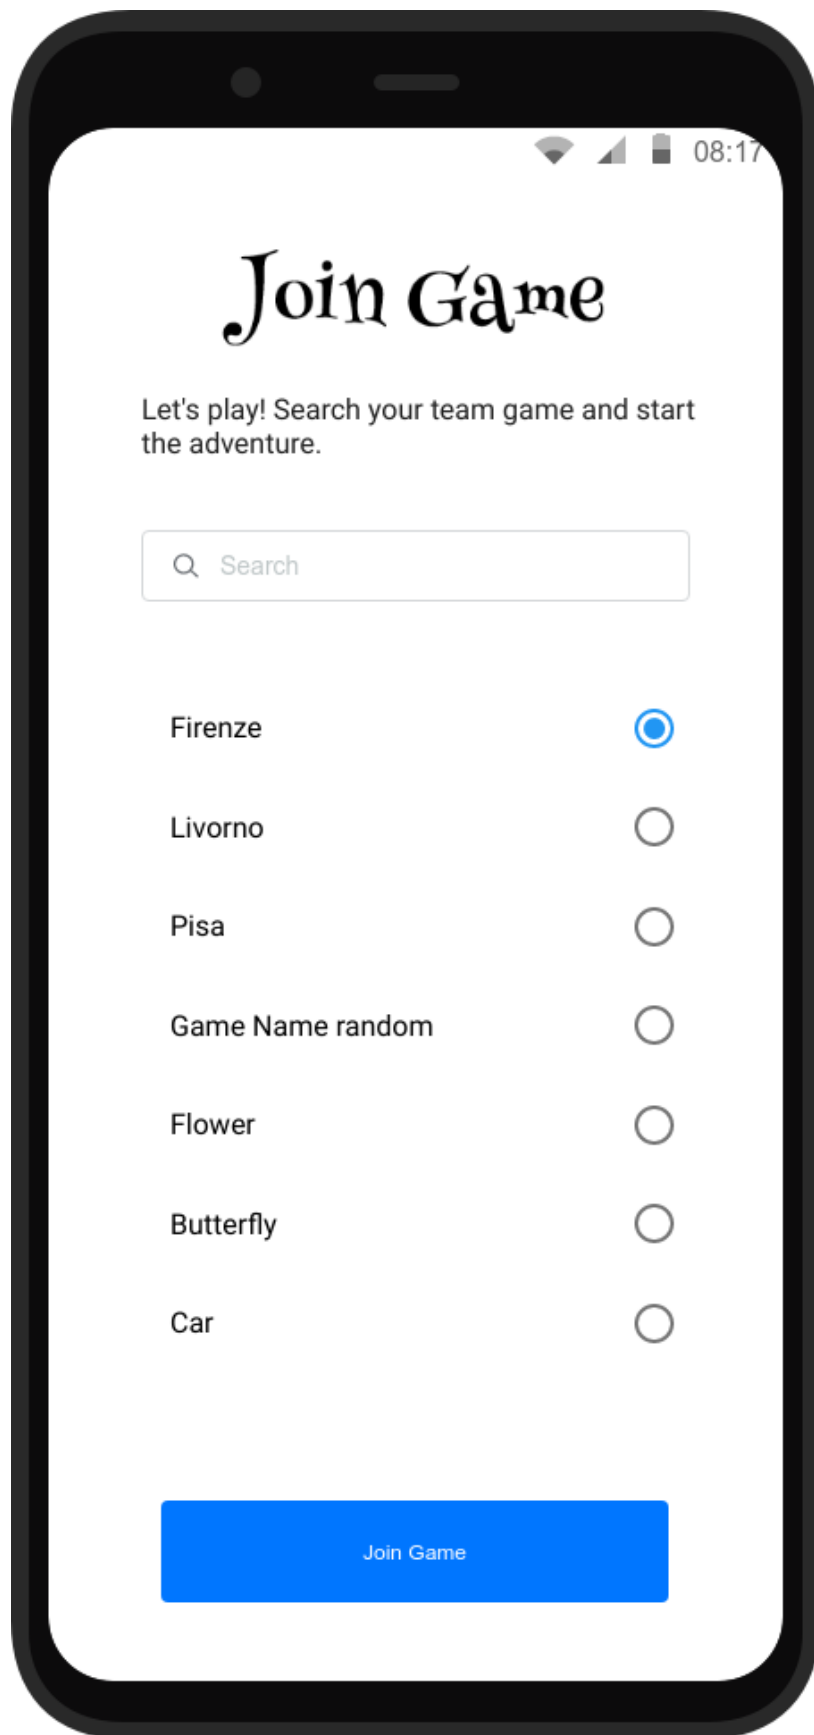 08:17
Join Game
Let's play! Search your team game and start
the adventure.
Search
Firenze
Livorno
Pisa
Game Name random
Flower
Butterfly
Car
Join Game